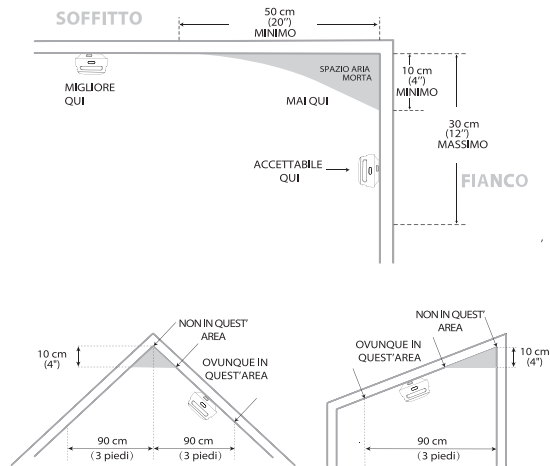 SOFFITTO
50 cm
(20")
MINIMO
SPAZIO ARIA
MORTA
10 cm
(4")
MINIMO
MIGLIORE
QUI
MAI QUI
30 cm
(12")
MASSIMO
ACCETTABILE
QUI
FIANCO
NON IN QUEST'
AREA
10 cm
(4")
OVUNQUE IN
QUEST'AREA
90 cm
(3 piedi)
90 cm
(3 piedi)
NON IN QUEST'
AREA
OVUNQUE IN
QUEST'AREA
10 cm
(4")
90 cm
(3 piedi)